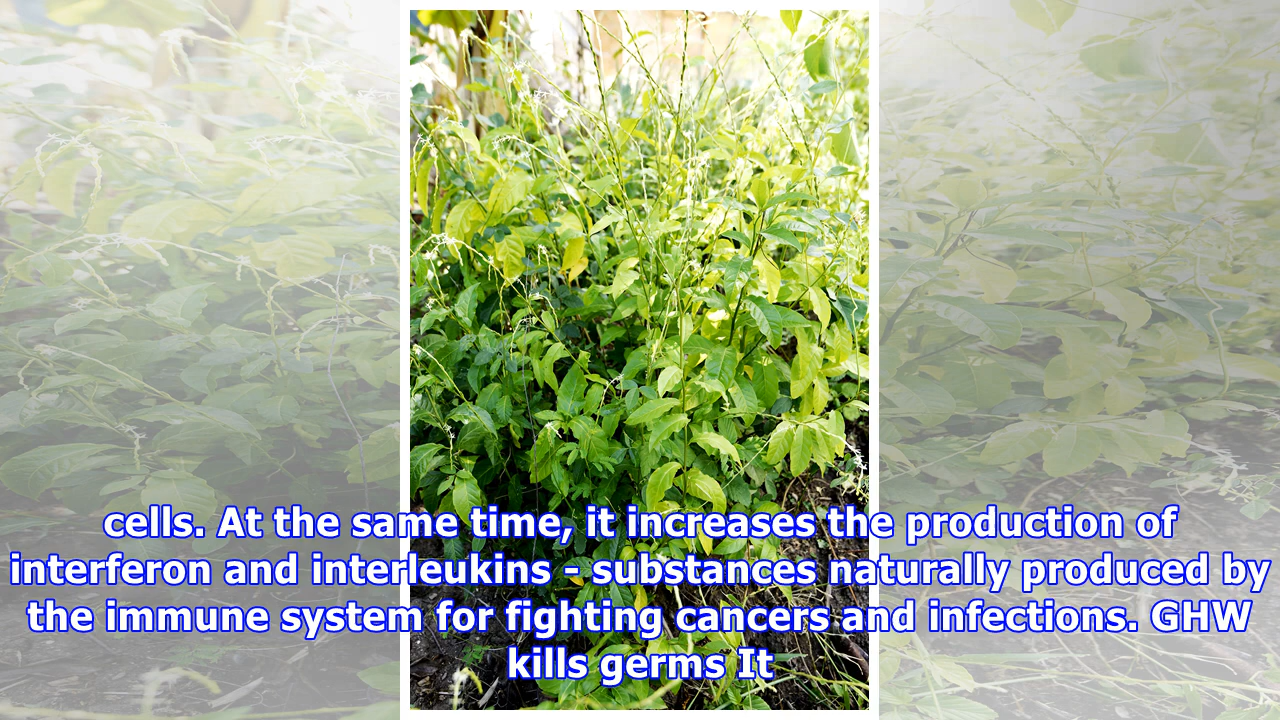 cells. At the same time, it increases the production of
interferon and interleukins - substances naturally produced by
the immune system for fighting cancers and infections. GHW
kills germs It